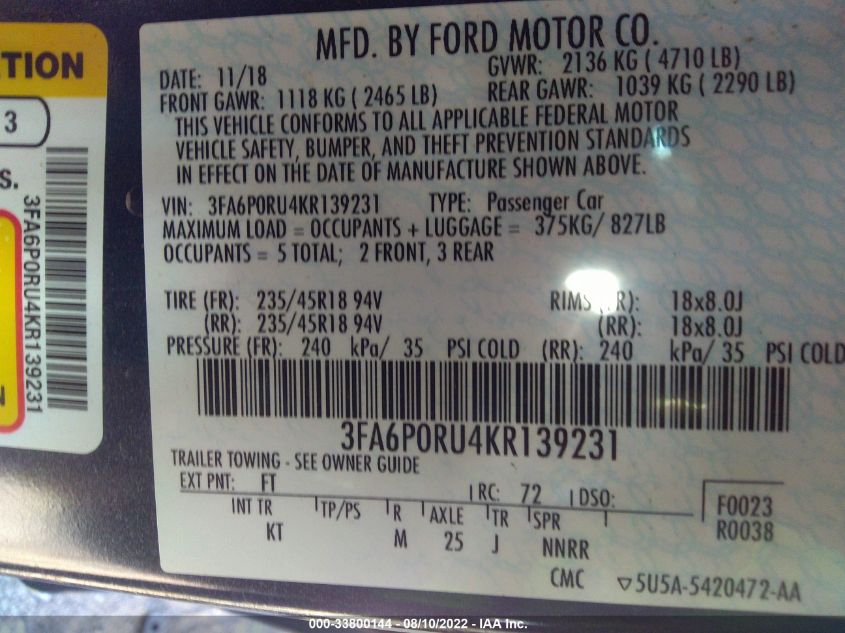 TION
3
S.
3FA6P0RU4KR139231
N
MFD. BY FORD MOTOR CO.
DATE: 11/18 GVWR: 2136 KG ( 4710 LB)
FRONT GAWR: 1118 KG ( 2465 LB) REAR GAWR: 1039 KG ( 2290 LB)
THIS VEHICLE CONFORMS TO ALL APPLICABLE FEDERAL MOTOR
VEHICLE SAFETY, BUMPER, AND THEFT PREVENTION STANDARDS
IN EFFECT ON THE DATE OF MANUFACTURE SHOWN ABOVE.
VIN: 3FA6P0RU4KR139231 TYPE: Passenger Car
MAXIMUM LOAD = OCCUPANTS + LUGGAGE = 375KG/ 827LB
OCCUPANTS = 5 TOTAL; 2 FRONT, 3 REAR
TIRE (FR): 235/45R18 94V RIMS (FR): 18x8.0J
(RR): 235/45R18 94V (RR): 18x8.0J
PRESSURE (FR): 240 kPa/ 35 PSI COLD (RR): 240 kPa/ 35 PSI COLD
3FA6P0RU4KR139231
TRAILER TOWING - SEE OWNER GUIDE
EXT PNT: FT RC: 72 DSO:
INT TR TP/PS R AXLE TR SPR
KT M 25 J NNRR
F0023
R0038
CMC ▽5U5A-5420472-AA
000-33800144 - 08/10/2022 - IAA Inc.